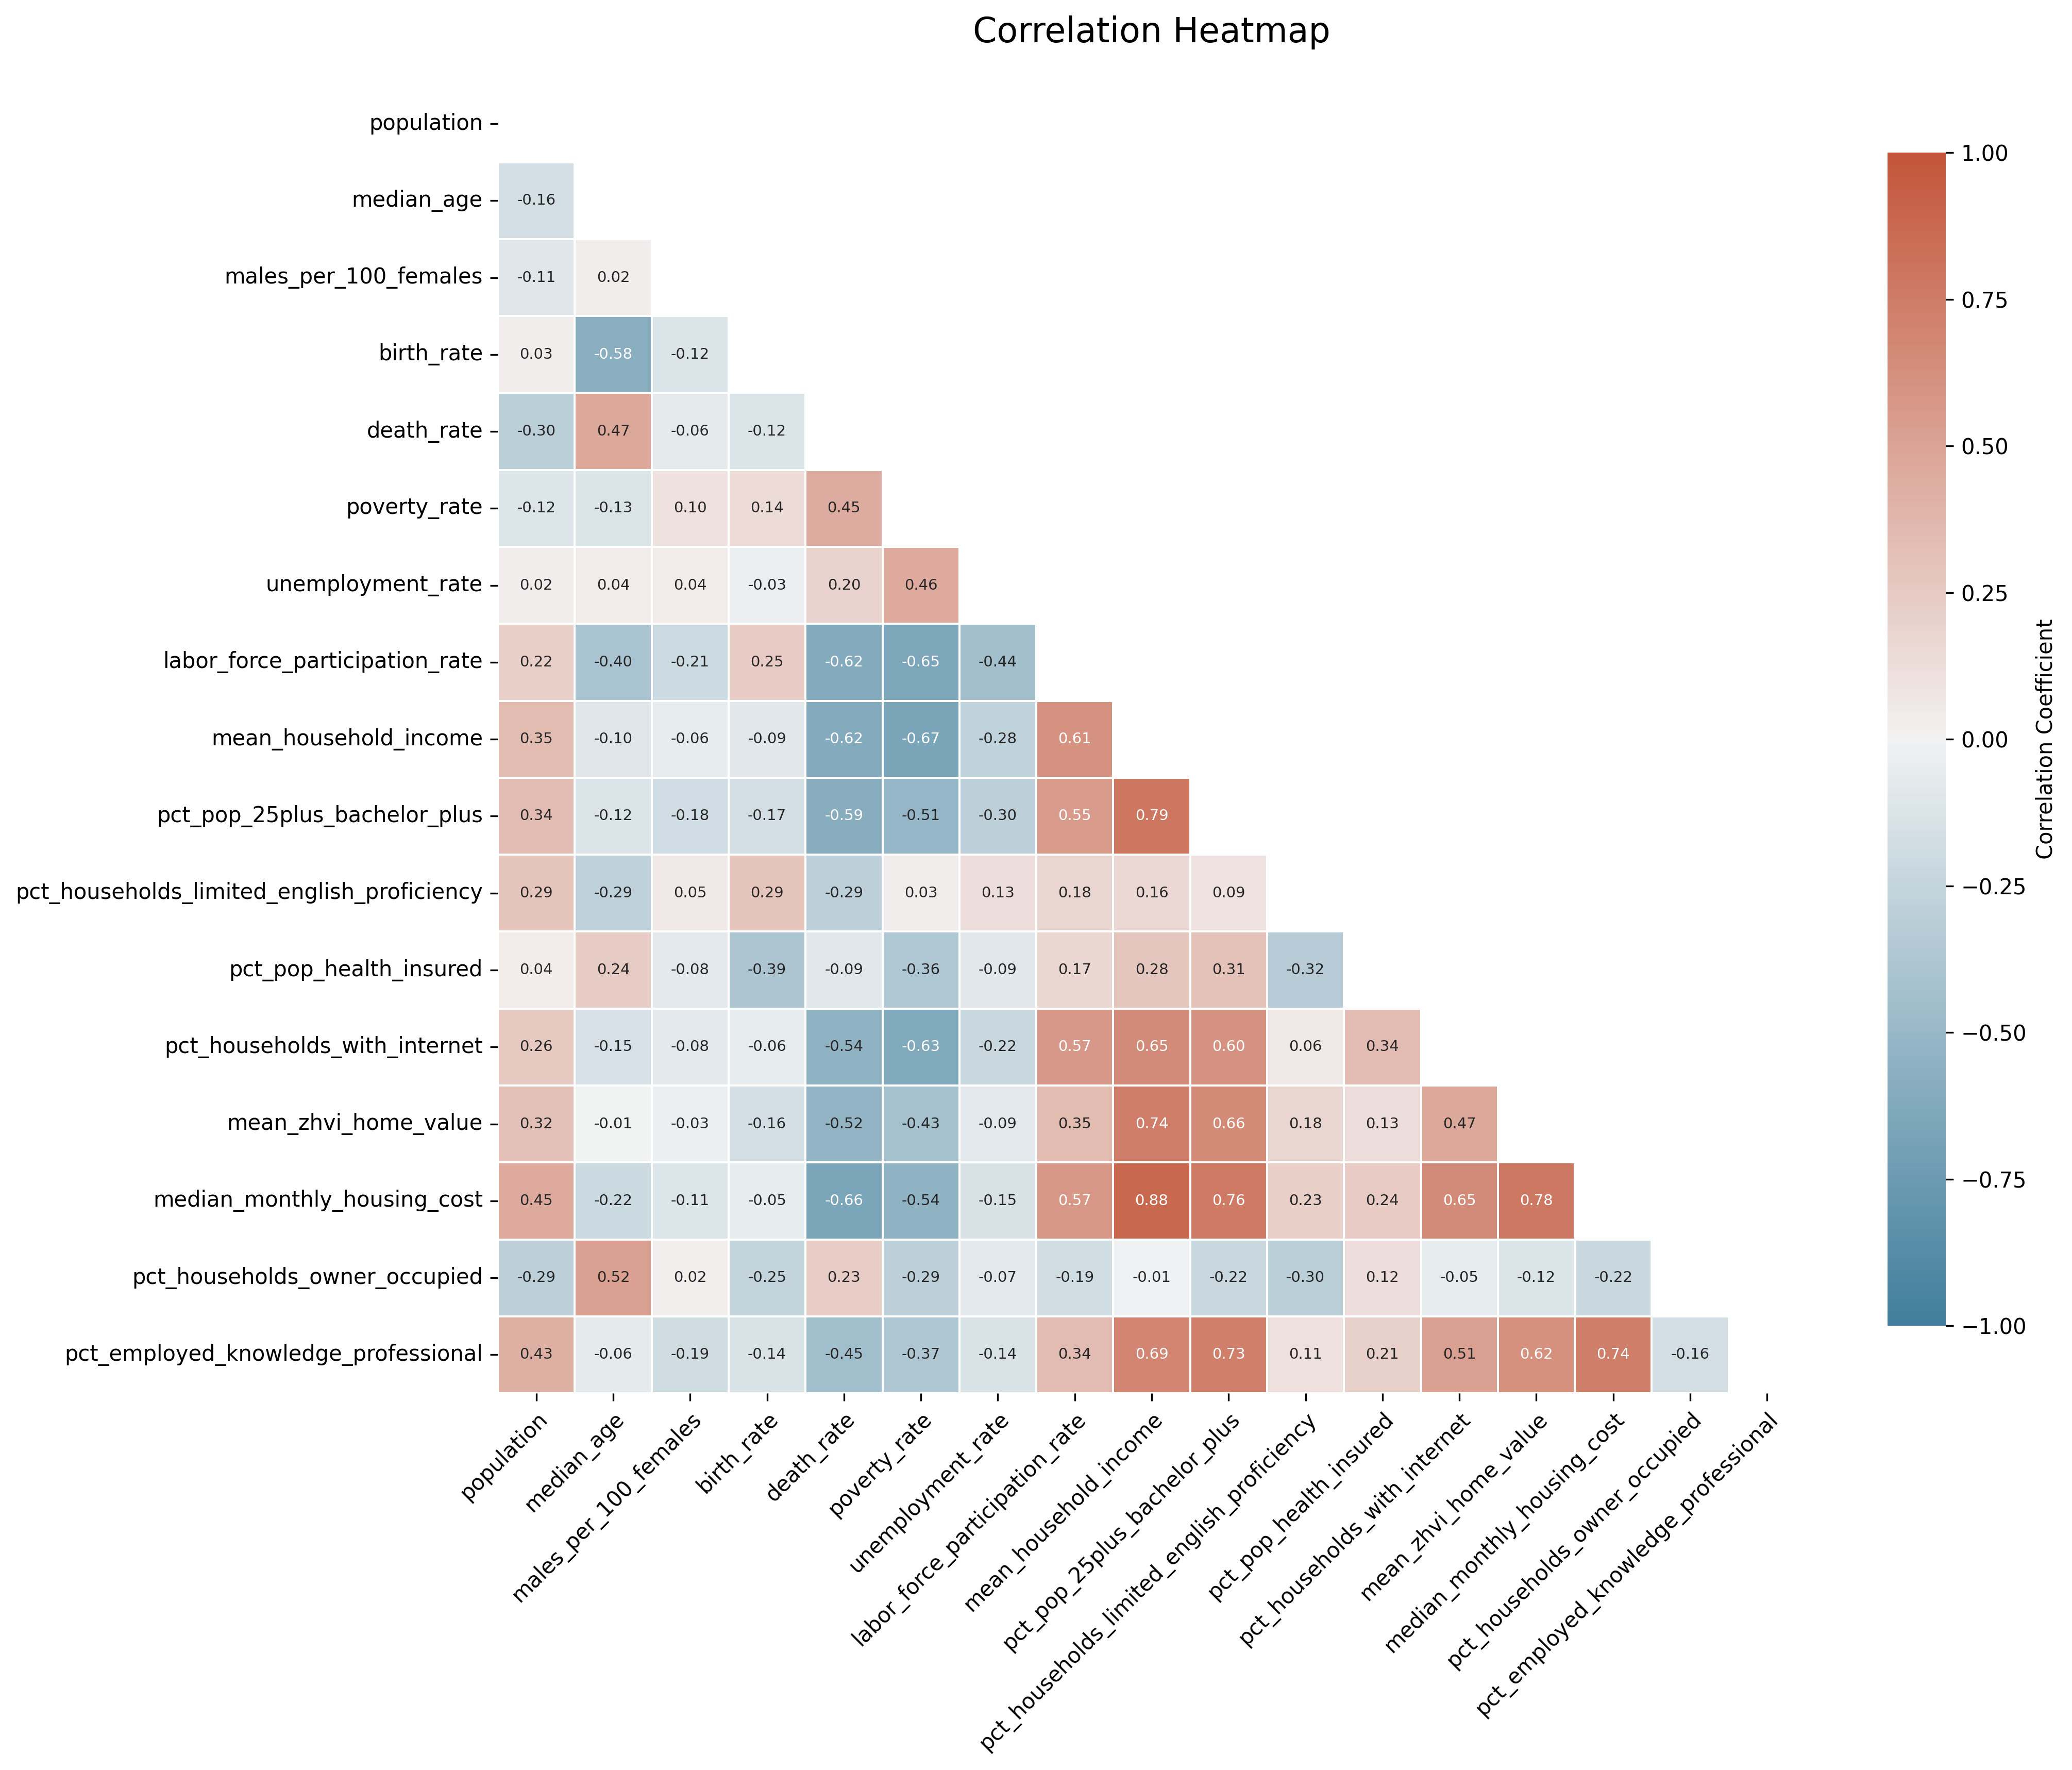 Correlation Heatmap
population
median_age -0.16
males_per_100_females -0.11 0.02
birth_rate 0.03 -0.58 -0.12
death_rate -0.30 0.47 -0.06 -0.12
poverty_rate -0.12 -0.13 0.10 0.14 0.45
unemployment_rate 0.02 0.04 0.04 -0.03 0.20 0.46
labor_force_participation_rate 0.22 -0.40 -0.21 0.25 -0.62 -0.65 -0.44
mean_household_income 0.35 -0.10 -0.06 -0.09 -0.62 -0.67 -0.28 0.61
pct_pop_25plus_bachelor_plus 0.34 -0.12 -0.18 -0.17 -0.59 -0.51 -0.30 0.55 0.79
pct_households_limited_english_proficiency 0.29 -0.29 0.05 0.29 -0.29 0.03 0.13 0.18 0.16 0.09
pct_pop_health_insured 0.04 0.24 -0.08 -0.39 -0.09 -0.36 -0.09 0.17 0.28 0.31 -0.32
pct_households_with_internet 0.26 -0.15 -0.08 -0.06 -0.54 -0.63 -0.22 0.57 0.65 0.60 0.06 0.34
mean_zhvi_home_value 0.32 -0.01 -0.03 -0.16 -0.52 -0.43 -0.09 0.35 0.74 0.66 0.18 0.13 0.47
median_monthly_housing_cost 0.45 -0.22 -0.11 -0.05 -0.66 -0.54 -0.15 0.57 0.88 0.76 0.23 0.24 0.65 0.78
pct_households_owner_occupied -0.29 0.52 0.02 -0.25 0.23 -0.29 -0.07 -0.19 -0.01 -0.22 -0.30 0.12 -0.05 -0.12 -0.22
pct_employed_knowledge_professional 0.43 -0.06 -0.19 -0.14 -0.45 -0.37 -0.14 0.34 0.69 0.73 0.11 0.21 0.51 0.62 0.74 -0.16
population
median_age
males_per_100_females
birth_rate
death_rate
poverty_rate
unemployment_rate
labor_force_participation_rate
mean_household_income
pct_pop_25plus_bachelor_plus
pct_households_limited_english_proficiency
pct_pop_health_insured
pct_households_with_internet
mean_zhvi_home_value
median_monthly_housing_cost
pct_households_owner_occupied
pct_employed_knowledge_professional
1.00
0.75
0.50
0.25
0.00
−0.25
−0.50
−0.75
−1.00
Correlation Coefficient